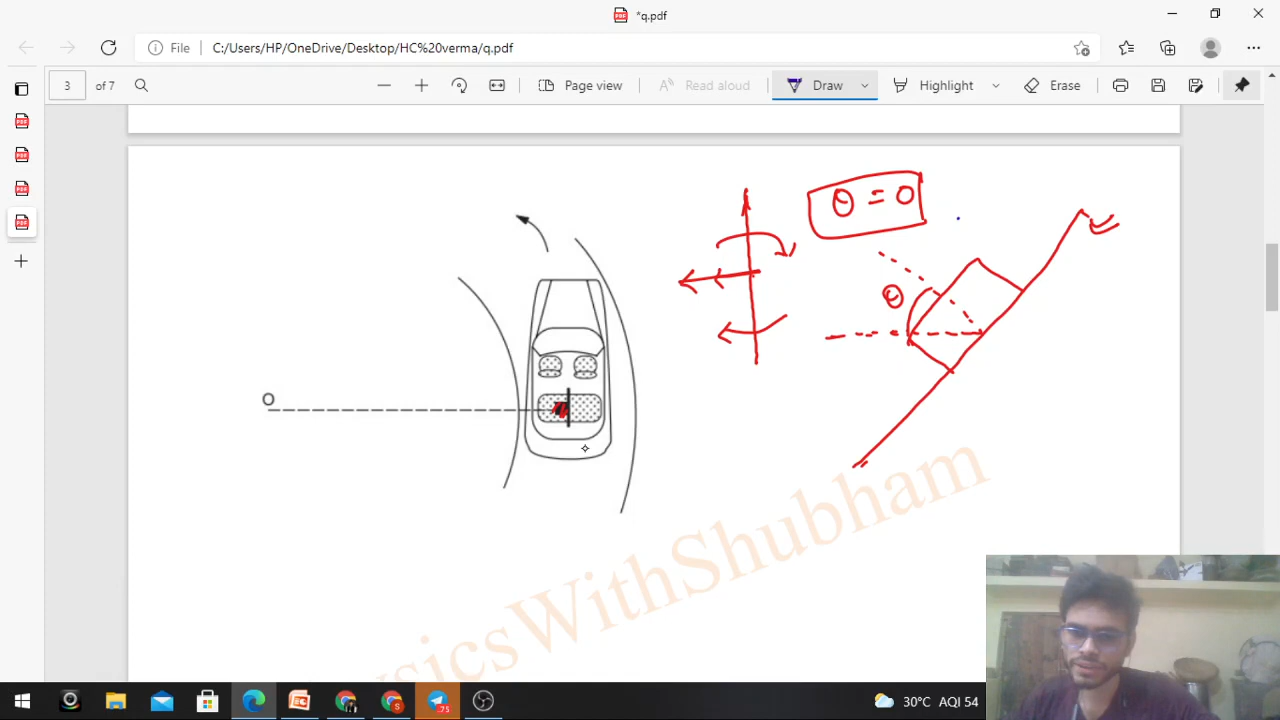 *q.pdf
File C:/Users/HP/OneDrive/Desktop/HC%20verma/q.pdf
3 of 7 Page view Read aloud Draw Highlight Erase
θ = 0
θ
O
PhysicsWithShubham
30°C AQI 54